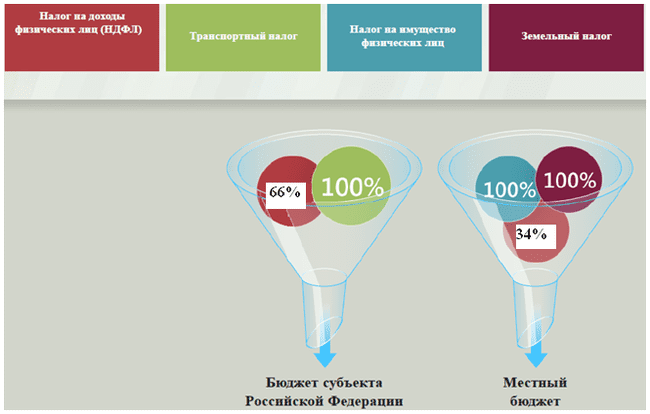 Налог на доходы
физических лиц (НДФЛ)
Транспортный налог
Налог на имущество
физических лиц
Земельный налог
66%
100%
100%
100%
34%
Бюджет субъекта
Российской Федерации
Местный
бюджет